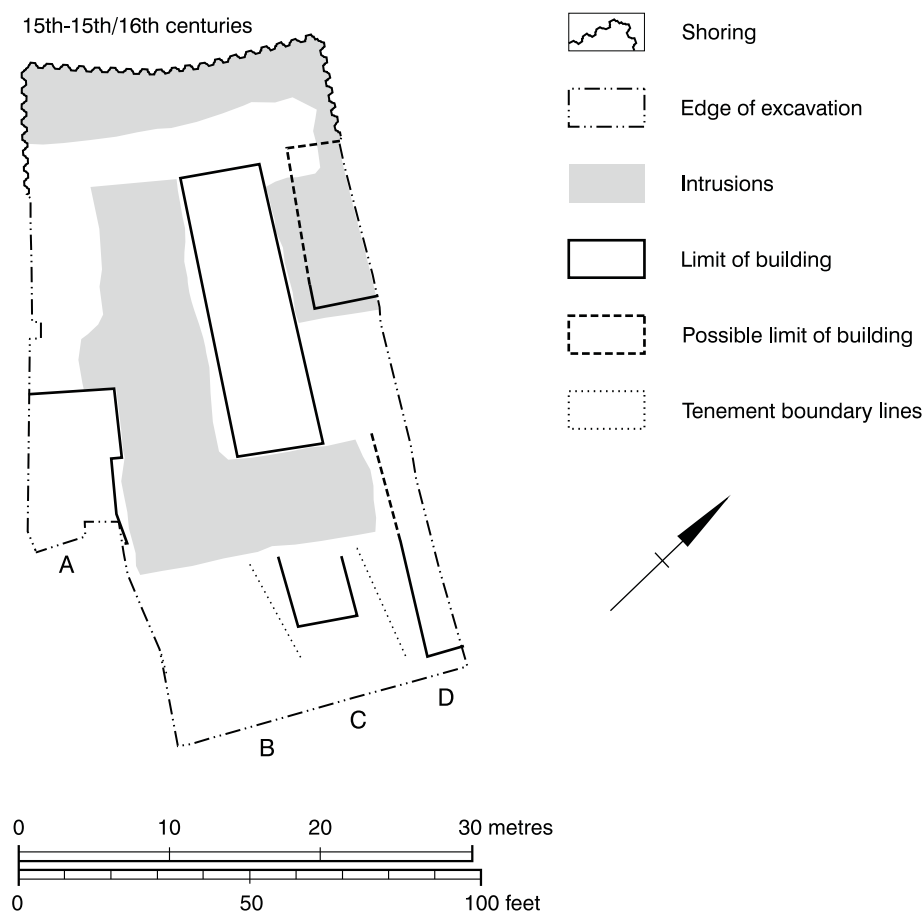 15th-15th/16th centuries
Shoring
Edge of excavation
Intrusions
Limit of building
Possible limit of building
Tenement boundary lines
A
B
C
D
0 10 20 30 metres
0 50 100 feet